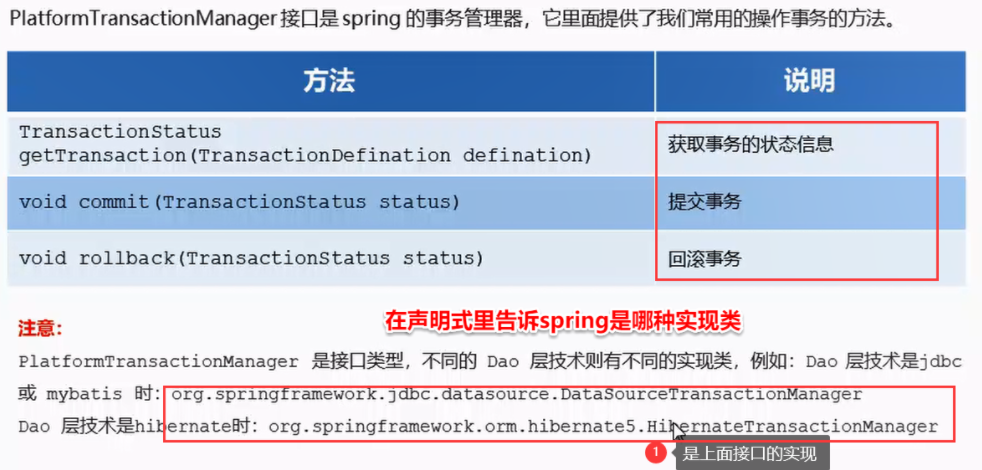 PlatformTransactionManager 接口是 spring 的事务管理器，它里面提供了我们常用的操作事务的方法。
方法 说明
TransactionStatus
getTransaction(TransactionDefination defination) 获取事务的状态信息
void commit(TransactionStatus status) 提交事务
void rollback(TransactionStatus status) 回滚事务
注意：
在声明式里告诉spring是哪种实现类
PlatformTransactionManager 是接口类型，不同的 Dao 层技术则有不同的实现类，例如：Dao 层技术是jdbc
或 mybatis 时：org.springframework.jdbc.datasource.DataSourceTransactionManager
Dao 层技术是hibernate时：org.springframework.orm.hibernate5.HibernateTransactionManager
1 是上面接口的实现